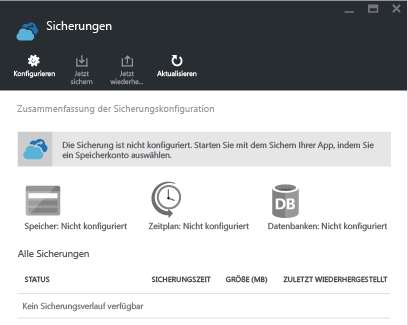 Sicherungen
Konfigurieren
Jetzt sichern
Jetzt wiederhe...
Aktualisieren
Zusammenfassung der Sicherungskonfiguration
Die Sicherung ist nicht konfiguriert. Starten Sie mit dem Sichern Ihrer App, indem Sie
ein Speicherkonto auswählen.
DB
Speicher: Nicht konfiguriert
Zeitplan: Nicht konfiguriert
Datenbanken: Nicht konfiguriert
Alle Sicherungen
STATUS SICHERUNGSZEIT GRÖßE (MB) ZULETZT WIEDERHERGESTELLT
Kein Sicherungsverlauf verfügbar